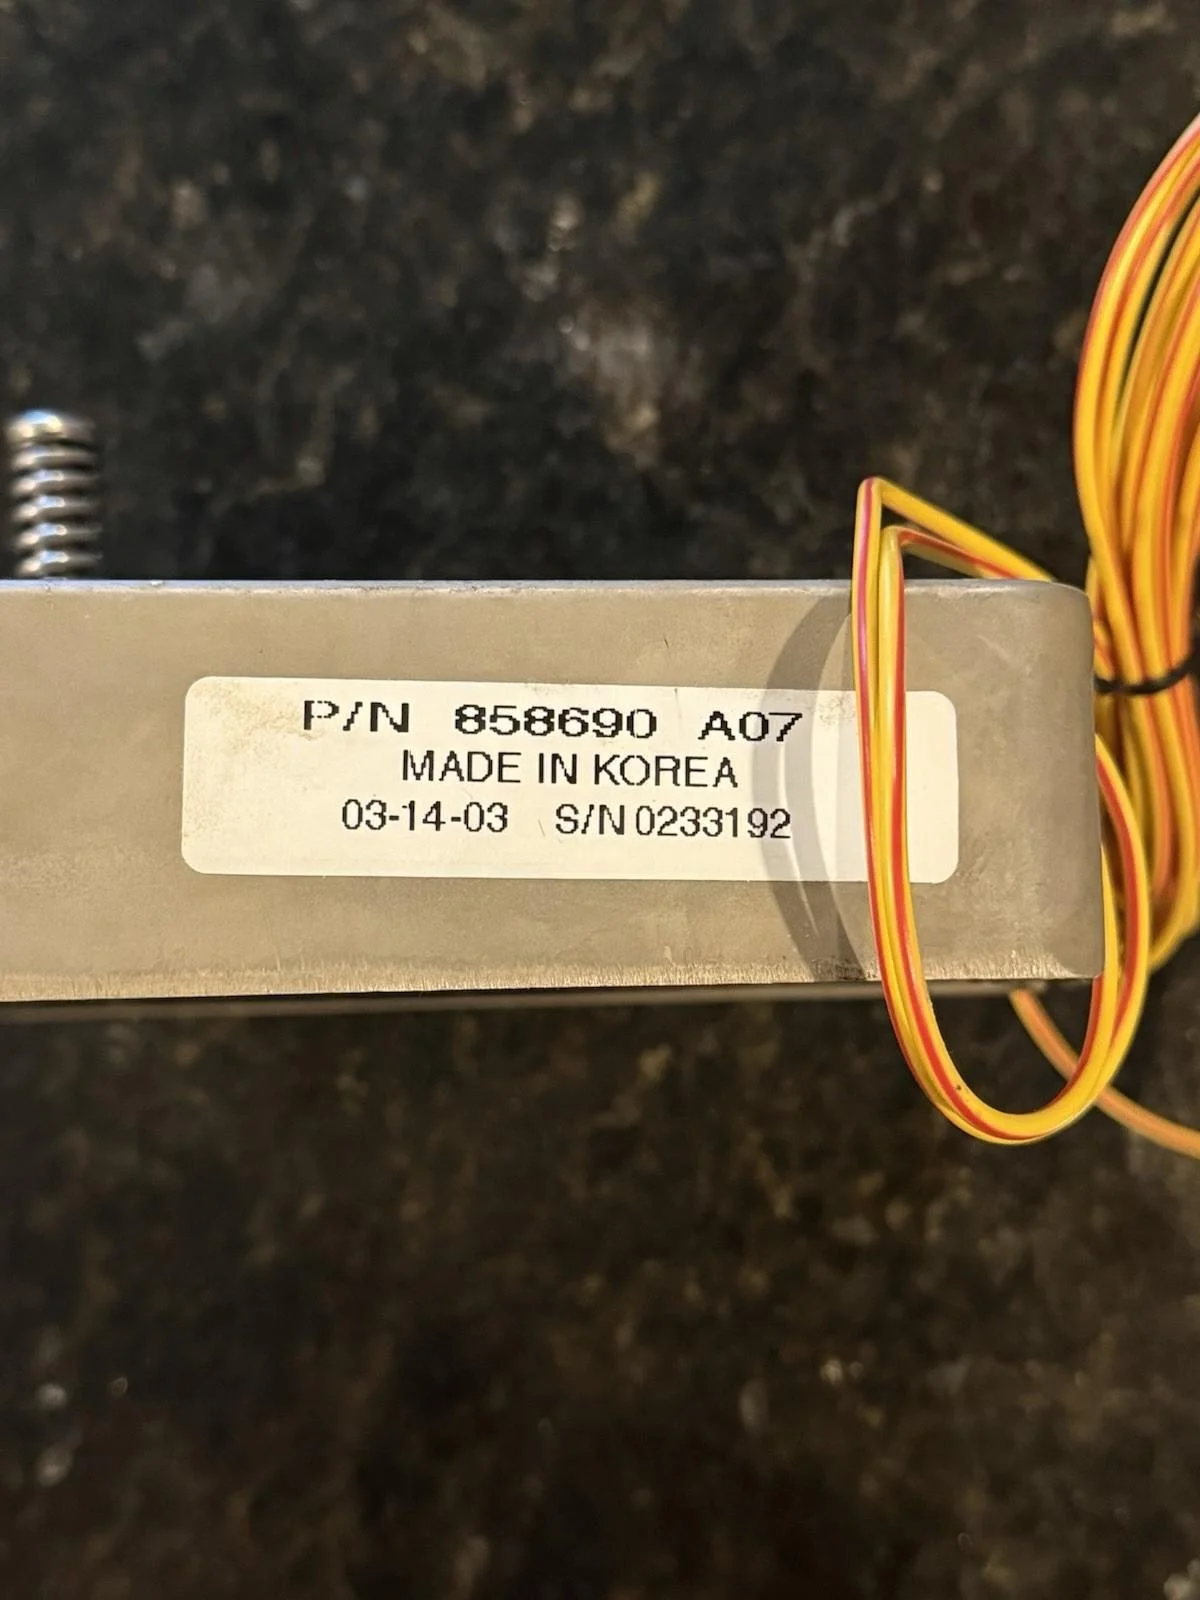 P/N 858690 A07
MADE IN KOREA
03-14-03 S/N 0233192